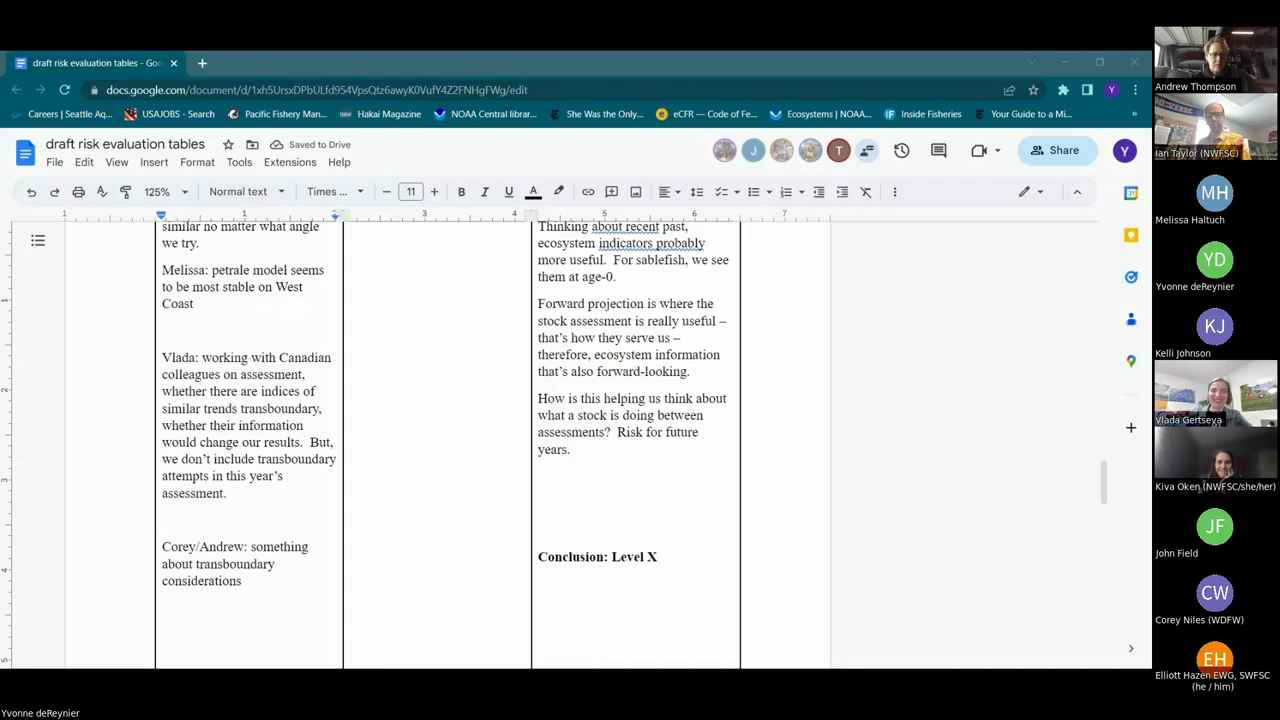 draft risk evaluation tables - Goo
docs.google.com/document/d/1xh5UrsxDPbULfd954VpsQtz6awyK0VufY4Z2FNHgFWg/edit
Careers | Seattle Aq...
USAJOBS - Search
Pacific Fishery Man...
Hakai Magazine
NOAA Central library...
She Was the Only...
eCFR — Code of Fe...
Ecosystems | NOAA...
Inside Fisheries
Your Guide to a Mi...
draft risk evaluation tables
Saved to Drive
File
Edit
View
Insert
Format
Tools
Extensions
Help
J
T
Share
Y
125%
Normal text
Times ...
11
similar no matter what angle
we try.
Melissa: petrale model seems
to be most stable on West
Coast
Vlada: working with Canadian
colleagues on assessment,
whether there are indices of
similar trends transboundary,
whether their information
would change our results. But,
we don't include transboundary
attempts in this year's
assessment.
Corey/Andrew: something
about transboundary
considerations
Thinking about recent past,
ecosystem indicators probably
more useful. For sablefish, we see
them at age-0.
Forward projection is where the
stock assessment is really useful –
that's how they serve us –
therefore, ecosystem information
that's also forward-looking.
How is this helping us think about
what a stock is doing between
assessments? Risk for future
years.
Conclusion: Level X
Andrew Thompson
Ian Taylor (NWFSC)
MH
Melissa Haltuch
YD
Yvonne deReynier
KJ
Kelli Johnson
Vlada Gertseva
Kiva Oken (NWFSC/she/her)
JF
John Field
CW
Corey Niles (WDFW)
EH
Elliott Hazen EWG, SWFSC
(he / him)
Yvonne deReynier